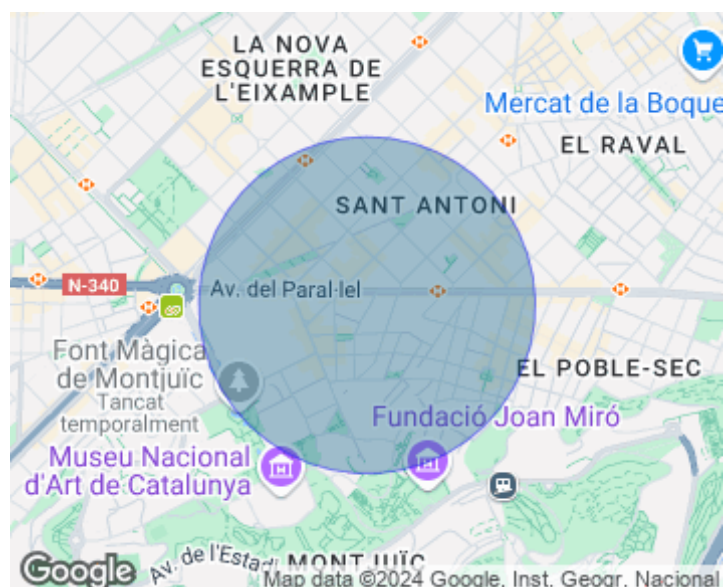 LA NOVA
ESQUERRA DE
L'EIXAMPLE
Mercat de la Boque
EL RAVAL
SANT ANTONI
N-340
Av. del Paral·lel
Font Màgica
de Montjuïc
Tancat
temporalment
EL POBLE-SEC
Fundació Joan Miró
Museu Nacional
d'Art de Catalunya
Av. de l'Estadi
MONTJUÏC
Google
Map data ©2024 Google, Inst. Geogr. Nacional